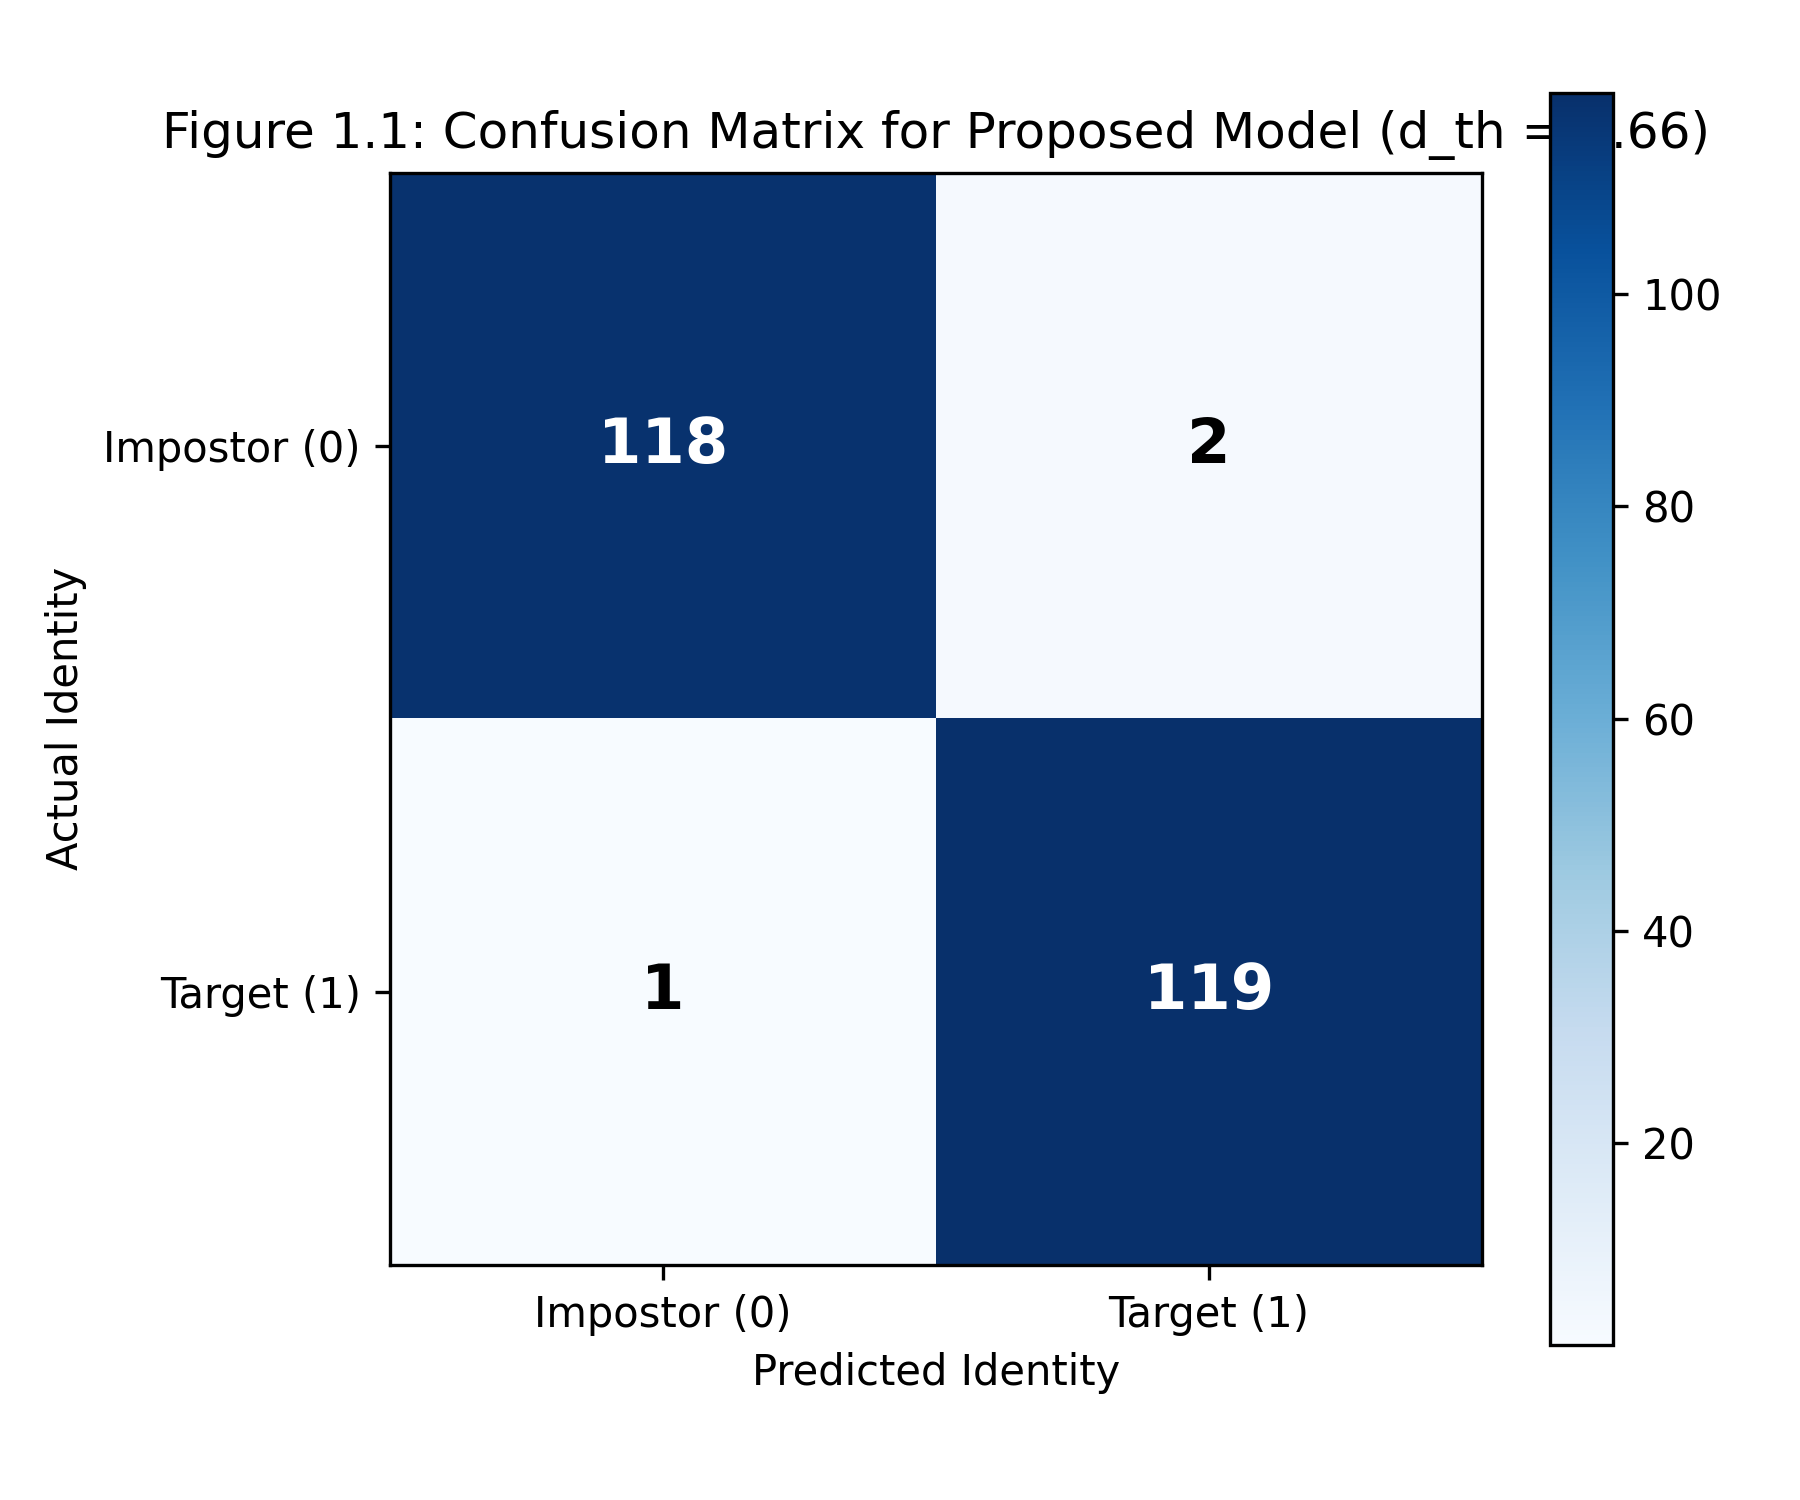 Figure 1.1: Confusion Matrix for Proposed Model (d_th = .66)
Impostor (0)
118
2
Target (1)
1
119
Actual Identity
Impostor (0)
Target (1)
Predicted Identity
100
80
60
40
20